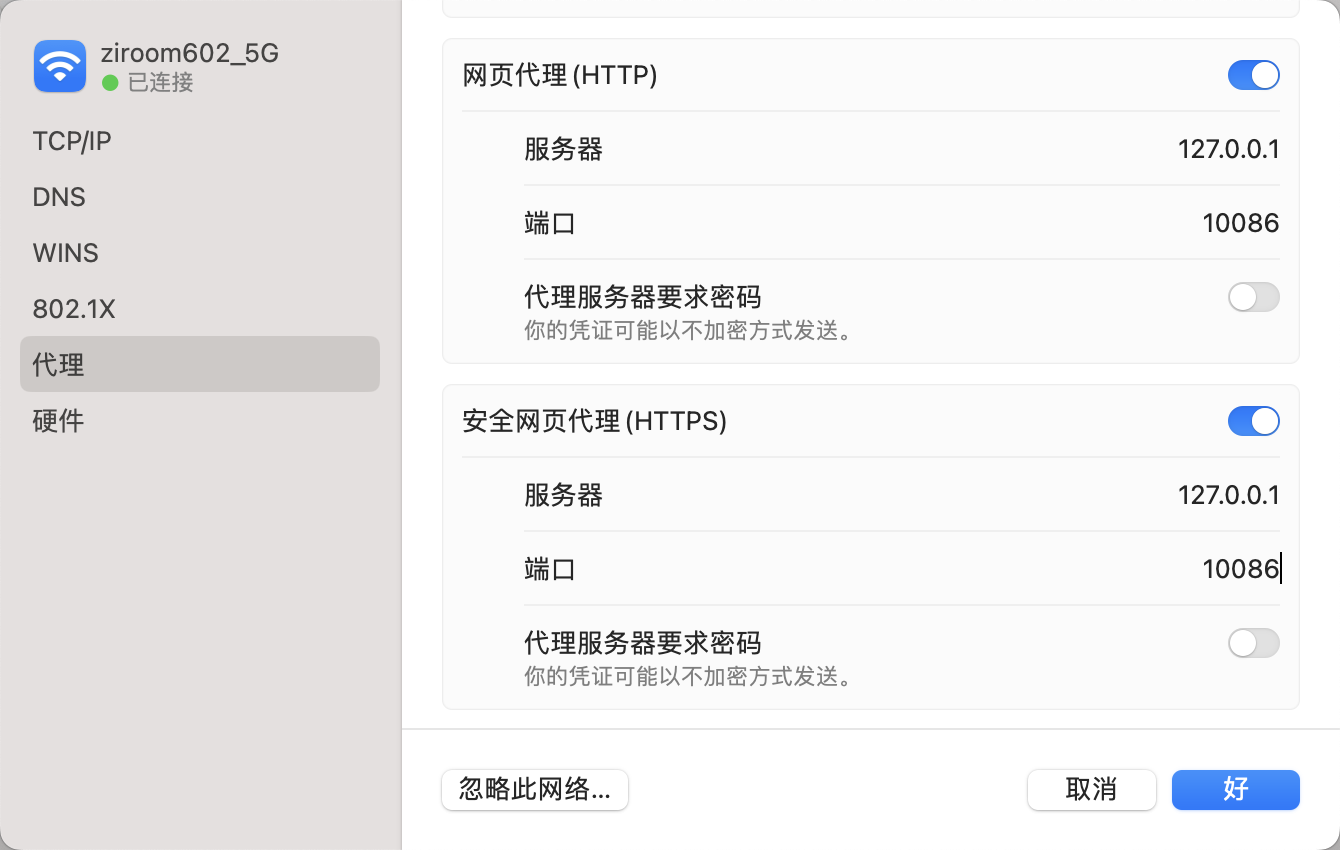 ziroom602_5G
已连接
TCP/IP
DNS
WINS
802.1X
代理
硬件
网页代理(HTTP)
服务器 127.0.0.1
端口 10086
代理服务器要求密码
你的凭证可能以不加密方式发送。
安全网页代理(HTTPS)
服务器 127.0.0.1
端口 10086
代理服务器要求密码
你的凭证可能以不加密方式发送。
忽略此网络... 取消 好